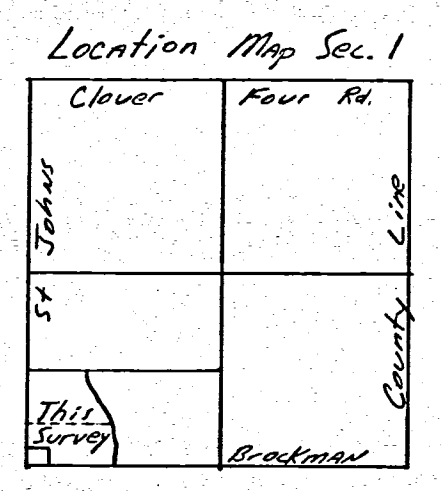 Location Map Sec. 1
Clover Four Rd.
St Johns
County Line
This
Survey
Brockman